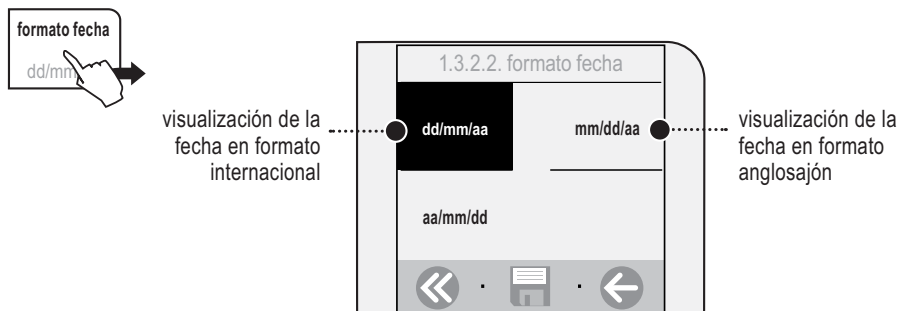 formato fecha
dd/mm
1.3.2.2. formato fecha
visualización de la
fecha en formato
internacional
dd/mm/aa
mm/dd/aa
visualización de la
fecha en formato
anglosajón
aa/mm/dd